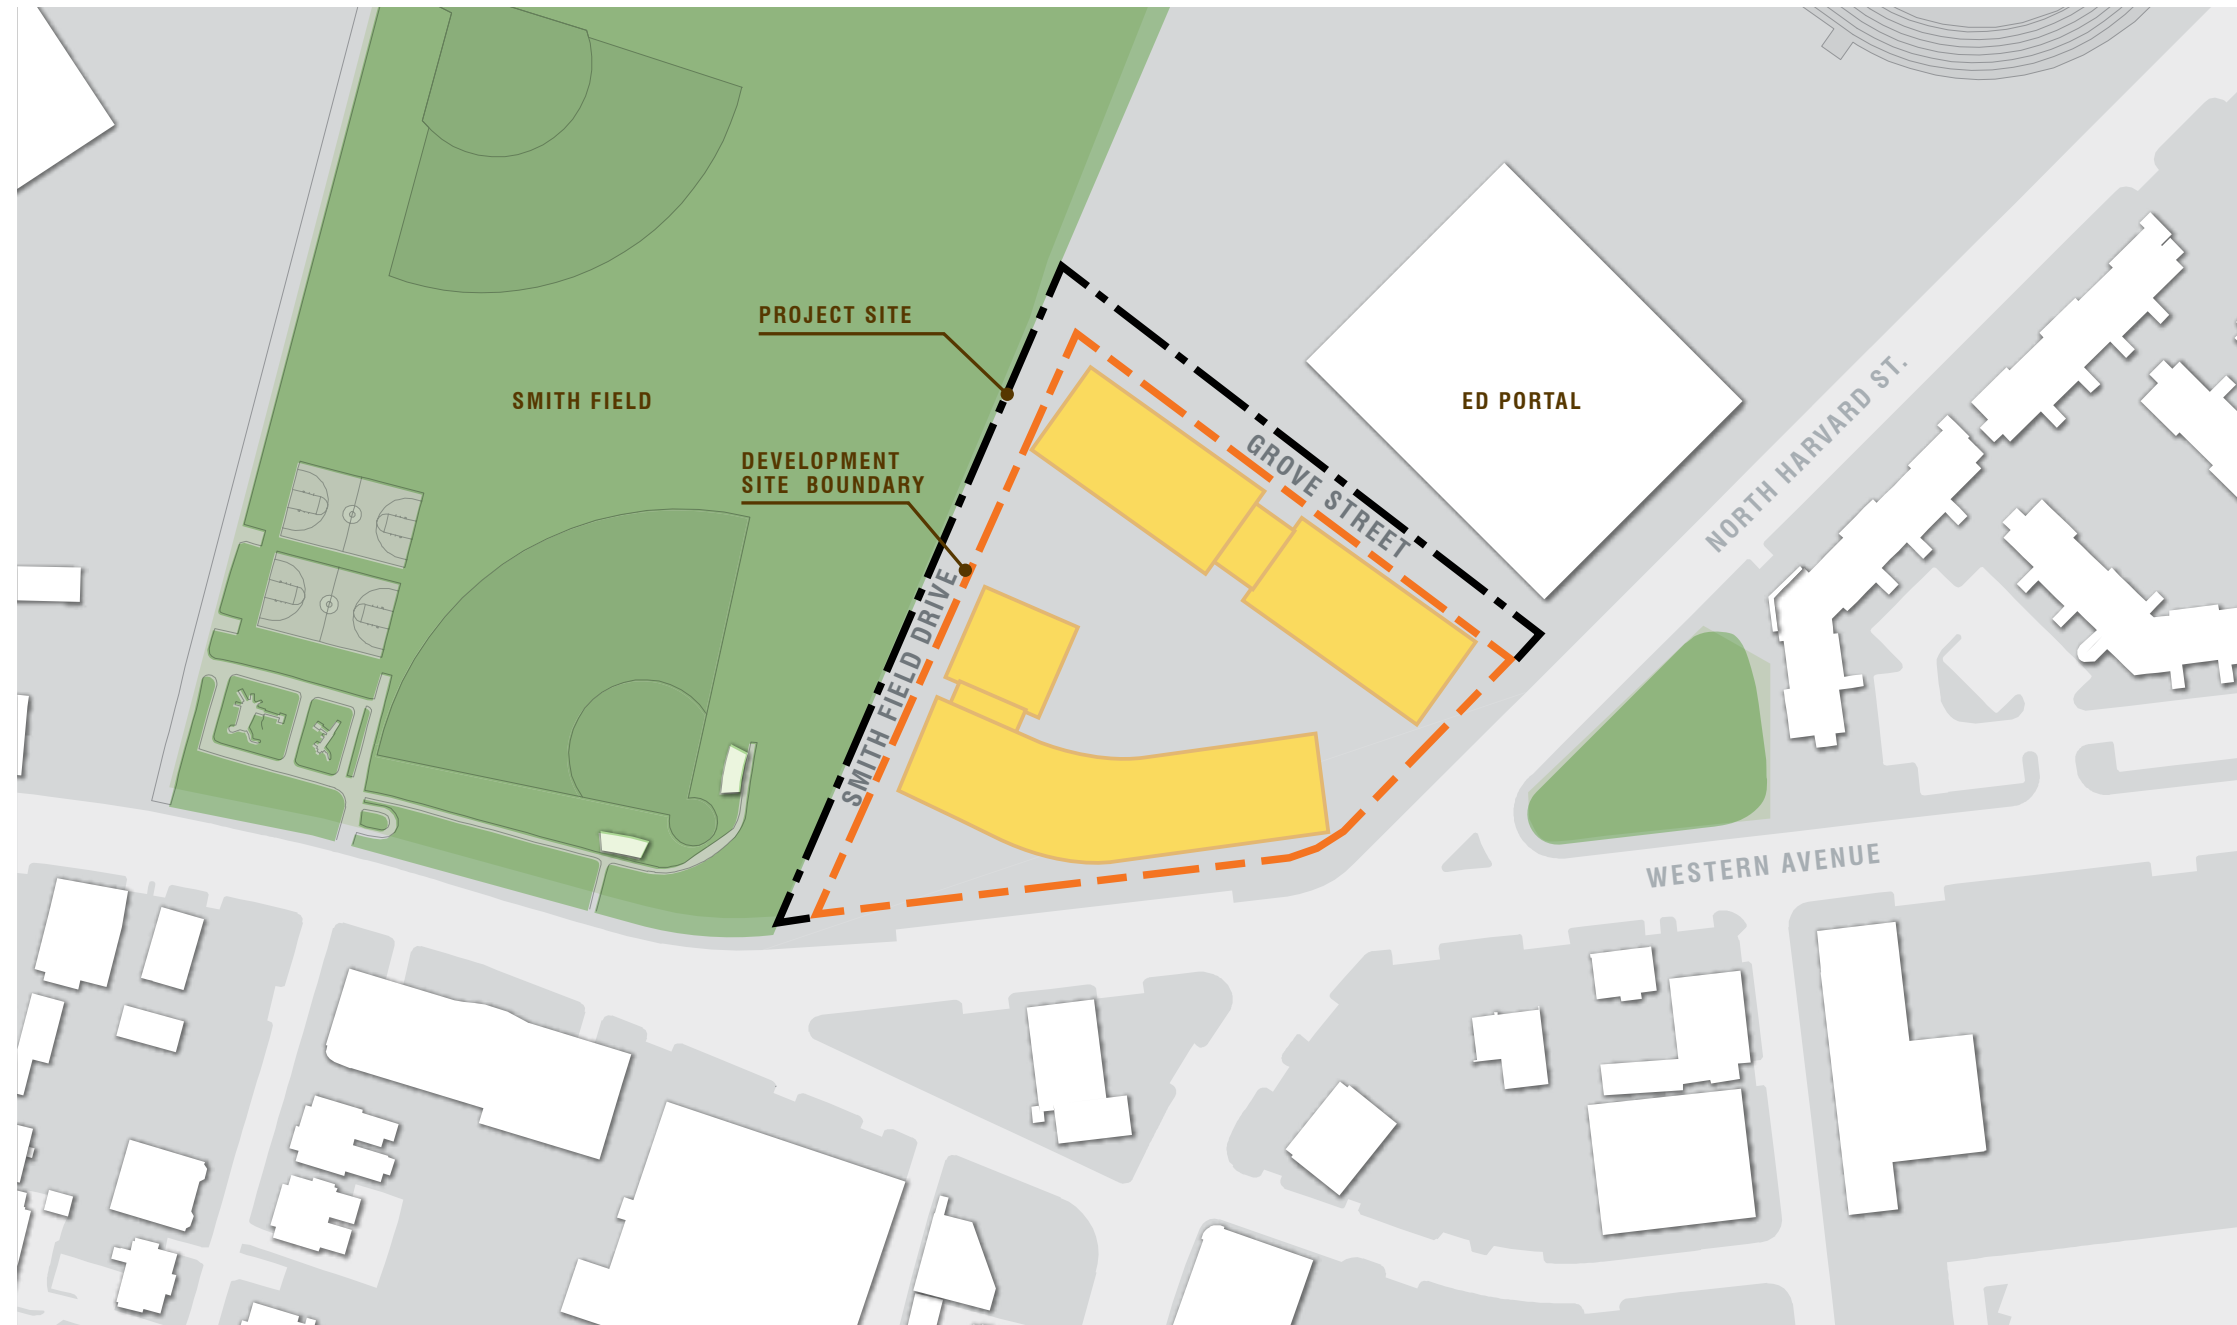 PROJECT SITE
SMITH FIELD
ED PORTAL
DEVELOPMENT
SITE BOUNDARY
GROVE STREET
NORTH HARVARD ST.
SMITH FIELD DRIVE
WESTERN AVENUE